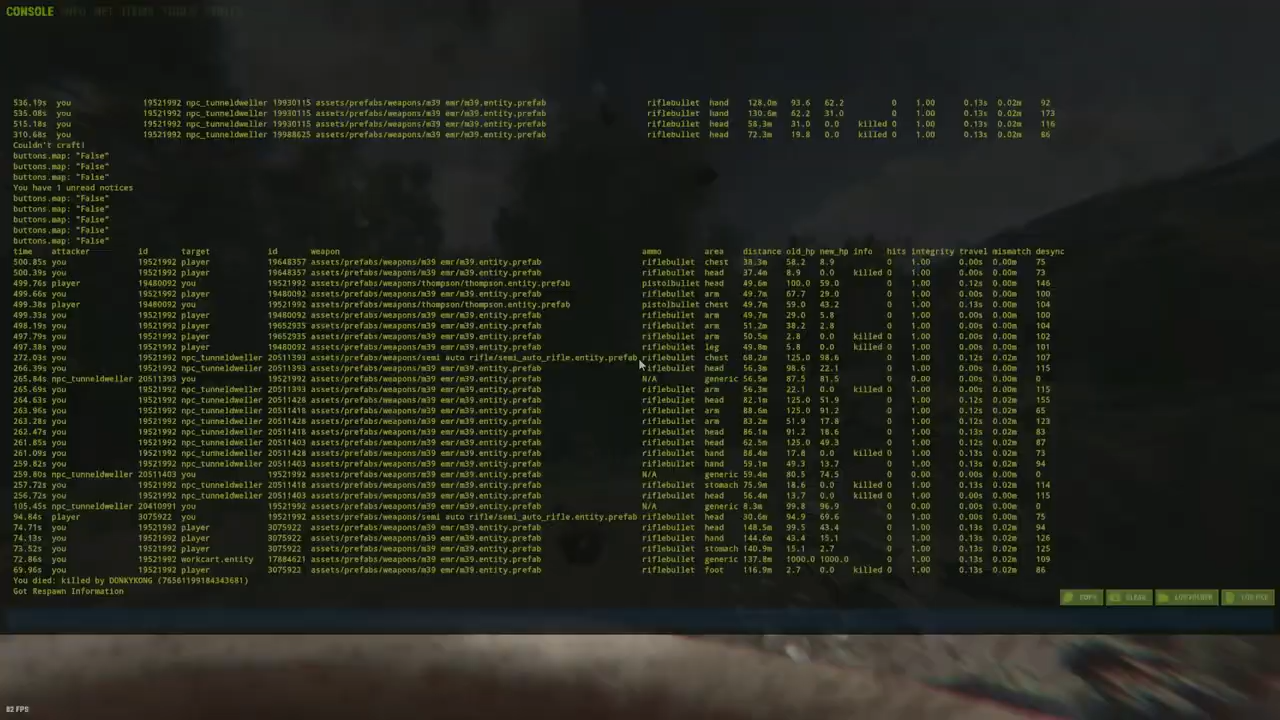 CONSOLE INFO NET ITEMS TOOLS
536.19s you 19521992 npc_tunneldweller 19930115 assets/prefabs/weapons/m39 emr/m39.entity.prefab riflebullet hand 128.0m 93.6 62.2 0 1.00 0.13s 0.02m 92
535.08s you 19521992 npc_tunneldweller 19930115 assets/prefabs/weapons/m39 emr/m39.entity.prefab riflebullet hand 130.6m 62.2 31.0 0 1.00 0.13s 0.02m 173
515.18s you 19521992 npc_tunneldweller 19930115 assets/prefabs/weapons/m39 emr/m39.entity.prefab riflebullet head 58.3m 31.0 0.0 killed 0 1.00 0.13s 0.02m 116
310.68s you 19521992 npc_tunneldweller 19988625 assets/prefabs/weapons/m39 emr/m39.entity.prefab riflebullet head 72.3m 19.8 0.0 killed 0 1.00 0.13s 0.02m 66
Couldn't craft!
buttons.map: "False"
buttons.map: "False"
buttons.map: "False"
You have 1 unread notices
buttons.map: "False"
buttons.map: "False"
buttons.map: "False"
buttons.map: "False"
buttons.map: "False"
time attacker id target id weapon ammo area distance old_hp new_hp info hits integrity travel mismatch desync
500.85s you 19521992 player 19648357 assets/prefabs/weapons/m39 emr/m39.entity.prefab riflebullet chest 38.3m 58.2 8.9 0 1.00 0.00s 0.00m 75
500.39s you 19521992 player 19648357 assets/prefabs/weapons/m39 emr/m39.entity.prefab riflebullet head 37.4m 8.9 0.0 killed 0 1.00 0.00s 0.00m 73
499.76s player 19480092 you 19521992 assets/prefabs/weapons/thompson/thompson.entity.prefab pistolbullet head 49.6m 100.0 59.0 0 1.00 0.12s 0.00m 146
499.66s you 19521992 player 19480092 assets/prefabs/weapons/m39 emr/m39.entity.prefab riflebullet arm 49.7m 67.7 29.0 0 1.00 0.00s 0.00m 100
499.38s player 19480092 you 19521992 assets/prefabs/weapons/thompson/thompson.entity.prefab pistolbullet chest 49.7m 59.0 43.2 0 1.00 0.13s 0.00m 104
499.33s you 19521992 player 19480092 assets/prefabs/weapons/m39 emr/m39.entity.prefab riflebullet arm 49.7m 29.0 5.8 0 1.00 0.00s 0.00m 100
498.19s you 19521992 player 19652935 assets/prefabs/weapons/m39 emr/m39.entity.prefab riflebullet arm 51.2m 38.2 2.8 0 1.00 0.00s 0.00m 104
497.79s you 19521992 player 19652935 assets/prefabs/weapons/m39 emr/m39.entity.prefab riflebullet arm 50.5m 2.8 0.0 killed 0 1.00 0.00s 0.00m 102
497.38s you 19521992 player 19480092 assets/prefabs/weapons/m39 emr/m39.entity.prefab riflebullet leg 49.8m 5.8 0.0 killed 0 1.00 0.00s 0.00m 101
272.03s you 19521992 npc_tunneldweller 20511393 assets/prefabs/weapons/semi auto rifle/semi_auto_rifle.entity.prefab riflebullet chest 68.2m 125.0 98.6 0 1.00 0.12s 0.02m 107
266.39s you 19521992 npc_tunneldweller 20511393 assets/prefabs/weapons/m39 emr/m39.entity.prefab riflebullet head 56.3m 98.6 22.1 0 1.00 0.13s 0.02m 115
265.84s npc_tunneldweller 20511393 you 19521992 assets/prefabs/weapons/m39 emr/m39.entity.prefab N/A generic 56.5m 87.5 81.5 0 1.00 0.00s 0.00m 0
265.69s you 19521992 npc_tunneldweller 20511393 assets/prefabs/weapons/m39 emr/m39.entity.prefab riflebullet arm 56.3m 22.1 0.0 killed 0 1.00 0.13s 0.02m 115
264.63s you 19521992 npc_tunneldweller 20511428 assets/prefabs/weapons/m39 emr/m39.entity.prefab riflebullet head 82.1m 125.0 51.9 0 1.00 0.12s 0.02m 155
263.96s you 19521992 npc_tunneldweller 20511418 assets/prefabs/weapons/m39 emr/m39.entity.prefab riflebullet arm 88.6m 125.0 91.2 0 1.00 0.12s 0.02m 65
263.28s you 19521992 npc_tunneldweller 20511428 assets/prefabs/weapons/m39 emr/m39.entity.prefab riflebullet arm 83.2m 51.9 17.8 0 1.00 0.12s 0.02m 123
262.47s you 19521992 npc_tunneldweller 20511418 assets/prefabs/weapons/m39 emr/m39.entity.prefab riflebullet head 86.1m 91.2 18.6 0 1.00 0.13s 0.02m 83
261.85s you 19521992 npc_tunneldweller 20511403 assets/prefabs/weapons/m39 emr/m39.entity.prefab riflebullet head 62.5m 125.0 49.3 0 1.00 0.12s 0.02m 87
261.09s you 19521992 npc_tunneldweller 20511428 assets/prefabs/weapons/m39 emr/m39.entity.prefab riflebullet hand 88.4m 17.8 0.0 killed 0 1.00 0.13s 0.02m 73
259.82s you 19521992 npc_tunneldweller 20511403 assets/prefabs/weapons/m39 emr/m39.entity.prefab riflebullet hand 59.1m 49.3 13.7 0 1.00 0.13s 0.02m 94
259.80s npc_tunneldweller 20511403 you 19521992 assets/prefabs/weapons/m39 emr/m39.entity.prefab N/A generic 59.4m 80.5 74.5 0 1.00 0.00s 0.00m 0
257.72s you 19521992 npc_tunneldweller 20511418 assets/prefabs/weapons/m39 emr/m39.entity.prefab riflebullet stomach 75.9m 18.6 0.0 killed 0 1.00 0.13s 0.02m 114
256.72s you 19521992 npc_tunneldweller 20511403 assets/prefabs/weapons/m39 emr/m39.entity.prefab riflebullet head 56.4m 13.7 0.0 killed 0 1.00 0.13s 0.02m 115
105.45s npc_tunneldweller 20410991 you 19521992 assets/prefabs/weapons/m39 emr/m39.entity.prefab N/A generic 8.3m 99.8 96.9 0 1.00 0.00s 0.00m 0
94.84s player 3075922 you 19521992 assets/prefabs/weapons/semi auto rifle/semi_auto_rifle.entity.prefab riflebullet head 30.6m 94.9 69.6 0 1.00 0.00s 0.00m 75
74.71s you 19521992 player 3075922 assets/prefabs/weapons/m39 emr/m39.entity.prefab riflebullet head 148.5m 99.5 43.4 0 1.00 0.13s 0.02m 94
74.13s you 19521992 player 3075922 assets/prefabs/weapons/m39 emr/m39.entity.prefab riflebullet hand 144.6m 43.4 15.1 0 1.00 0.13s 0.02m 126
73.52s you 19521992 player 3075922 assets/prefabs/weapons/m39 emr/m39.entity.prefab riflebullet stomach 140.9m 15.1 2.7 0 1.00 0.13s 0.02m 125
72.86s you 19521992 workcart.entity 17884621 assets/prefabs/weapons/m39 emr/m39.entity.prefab riflebullet generic 137.8m 1000.0 1000.0 0 1.00 0.13s 0.02m 109
69.96s you 19521992 player 3075922 assets/prefabs/weapons/m39 emr/m39.entity.prefab riflebullet foot 116.9m 2.7 0.0 killed 0 1.00 0.13s 0.02m 86
You died: killed by DONKYKONG (76561199184343681)
Got Respawn Information
COPY CLEAR
82 FPS